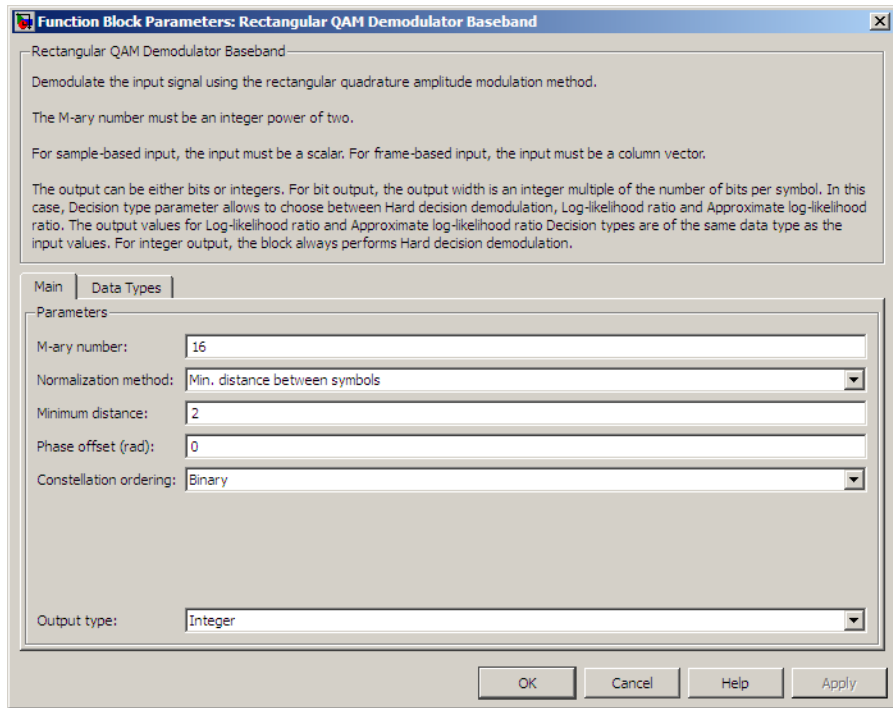 Function Block Parameters: Rectangular QAM Demodulator Baseband
Rectangular QAM Demodulator Baseband
Demodulate the input signal using the rectangular quadrature amplitude modulation method.
The M-ary number must be an integer power of two.
For sample-based input, the input must be a scalar. For frame-based input, the input must be a column vector.
The output can be either bits or integers. For bit output, the output width is an integer multiple of the number of bits per symbol. In this
case, Decision type parameter allows to choose between Hard decision demodulation, Log-likelihood ratio and Approximate log-likelihood
ratio. The output values for Log-likelihood ratio and Approximate log-likelihood ratio Decision types are of the same data type as the
input values. For integer output, the block always performs Hard decision demodulation.
Main Data Types
Parameters
M-ary number: 16
Normalization method: Min. distance between symbols
Minimum distance: 2
Phase offset (rad): 0
Constellation ordering: Binary
Output type: Integer
OK Cancel Help Apply